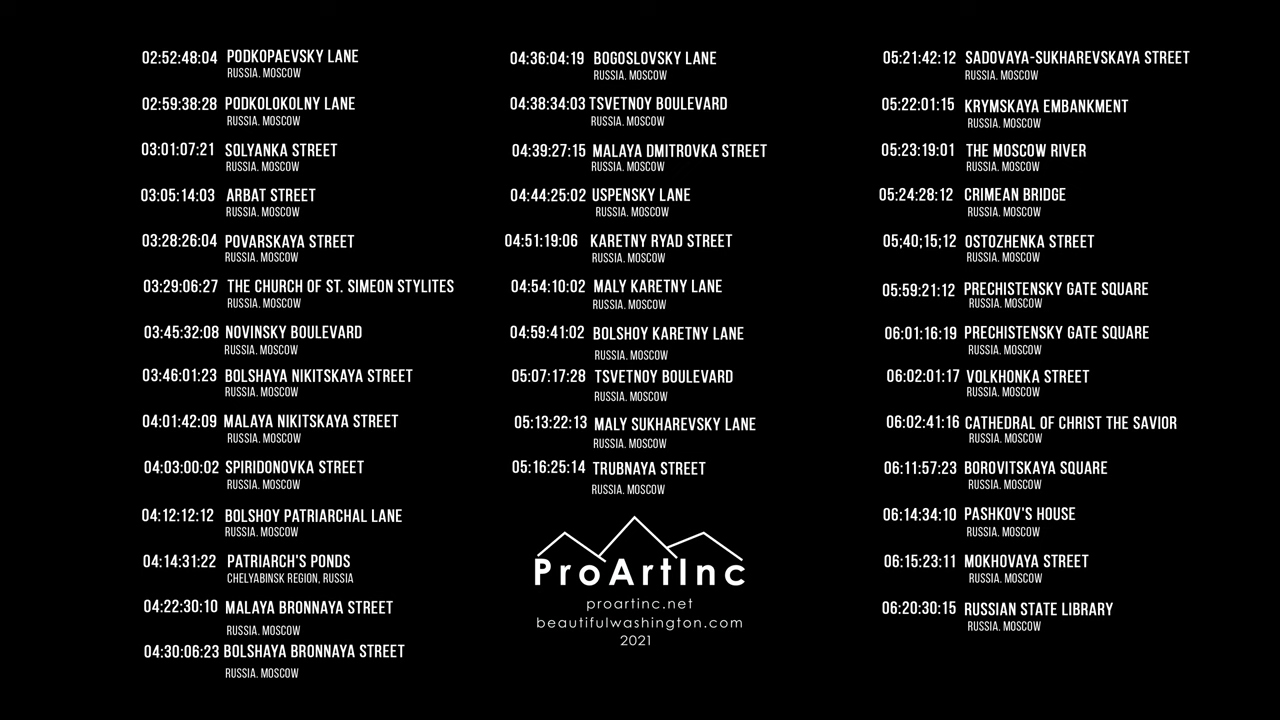 02:52:48:04 PODKOPAEVSKY LANE
RUSSIA. MOSCOW
02:59:38:28 PODKOLOKOLNY LANE
RUSSIA. MOSCOW
03:01:07:21 SOLYANKA STREET
RUSSIA. MOSCOW
03:05:14:03 ARBAT STREET
RUSSIA. MOSCOW
03:28:26:04 POVARSKAYA STREET
RUSSIA. MOSCOW
03:29:06:27 THE CHURCH OF ST. SIMEON STYLITES
RUSSIA. MOSCOW
03:45:32:08 NOVINSKY BOULEVARD
RUSSIA. MOSCOW
03:46:01:23 BOLSHAYA NIKITSKAYA STREET
RUSSIA. MOSCOW
04:01:42:09 MALAYA NIKITSKAYA STREET
RUSSIA. MOSCOW
04:03:00:02 SPIRIDONOVKA STREET
RUSSIA. MOSCOW
04:12:12:12 BOLSHOY PATRIARCHAL LANE
RUSSIA. MOSCOW
04:14:31:22 PATRIARCH'S PONDS
CHELYABINSK REGION, RUSSIA
04:22:30:10 MALAYA BRONNAYA STREET
RUSSIA. MOSCOW
04:30:06:23 BOLSHAYA BRONNAYA STREET
RUSSIA. MOSCOW
04:36:04:19 BOGOSLOVSKY LANE
RUSSIA. MOSCOW
04:38:34:03 TSVETNOY BOULEVARD
RUSSIA. MOSCOW
04:39:27:15 MALAYA DMITROVKA STREET
RUSSIA. MOSCOW
04:44:25:02 USPENSKY LANE
RUSSIA. MOSCOW
04:51:19:06 KARETNY RYAD STREET
RUSSIA. MOSCOW
04:54:10:02 MALY KARETNY LANE
RUSSIA. MOSCOW
04:59:41:02 BOLSHOY KARETNY LANE
RUSSIA. MOSCOW
05:07:17:28 TSVETNOY BOULEVARD
RUSSIA. MOSCOW
05:13:22:13 MALY SUKHAREVSKY LANE
RUSSIA. MOSCOW
05:16:25:14 TRUBNAYA STREET
RUSSIA. MOSCOW
ProArtInc
proartinc.net
beautifulwashington.com
2021
05:21:42:12 SADOVAYA-SUKHAREVSKAYA STREET
RUSSIA. MOSCOW
05:22:01:15 KRYMSKAYA EMBANKMENT
RUSSIA. MOSCOW
05:23:19:01 THE MOSCOW RIVER
RUSSIA. MOSCOW
05:24:28:12 CRIMEAN BRIDGE
RUSSIA. MOSCOW
05;40;15;12 OSTOZHENKA STREET
RUSSIA. MOSCOW
05:59:21:12 PRECHISTENSKY GATE SQUARE
RUSSIA. MOSCOW
06:01:16:19 PRECHISTENSKY GATE SQUARE
RUSSIA. MOSCOW
06:02:01:17 VOLKHONKA STREET
RUSSIA. MOSCOW
06:02:41:16 CATHEDRAL OF CHRIST THE SAVIOR
RUSSIA. MOSCOW
06:11:57:23 BOROVITSKAYA SQUARE
RUSSIA. MOSCOW
06:14:34:10 PASHKOV'S HOUSE
RUSSIA. MOSCOW
06:15:23:11 MOKHOVAYA STREET
RUSSIA. MOSCOW
06:20:30:15 RUSSIAN STATE LIBRARY
RUSSIA. MOSCOW